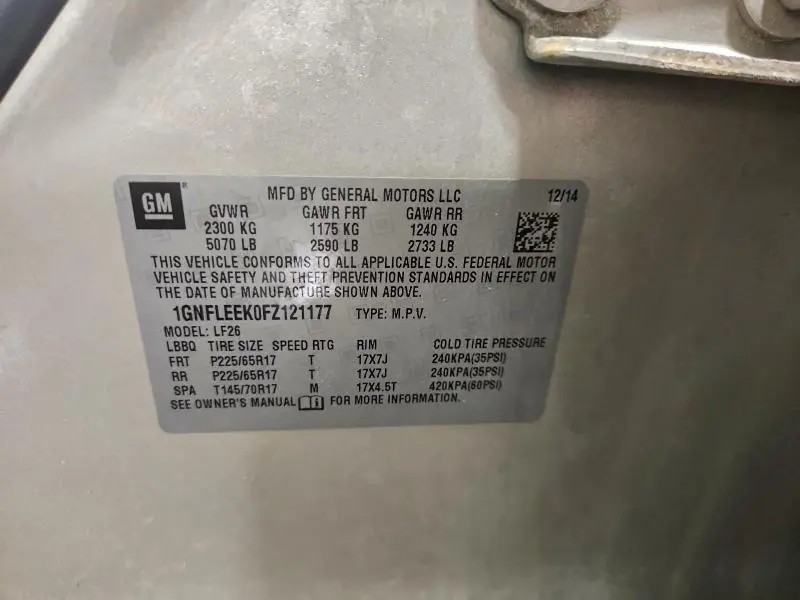 GM ® MFD BY GENERAL MOTORS LLC 12/14
GVWR GAWR FRT GAWR RR
2300 KG 1175 KG 1240 KG
5070 LB 2590 LB 2733 LB
THIS VEHICLE CONFORMS TO ALL APPLICABLE U.S. FEDERAL MOTOR
VEHICLE SAFETY AND THEFT PREVENTION STANDARDS IN EFFECT ON
THE DATE OF MANUFACTURE SHOWN ABOVE.
1GNFLEEK0FZ121177 TYPE: M.P.V.
MODEL: LF26
LBBQ TIRE SIZE SPEED RTG RIM COLD TIRE PRESSURE
FRT P225/65R17 T 17X7J 240KPA(35PSI)
RR P225/65R17 T 17X7J 240KPA(35PSI)
SPA T145/70R17 M 17X4.5T 420KPA(60PSI)
SEE OWNER'S MANUAL FOR MORE INFORMATION.